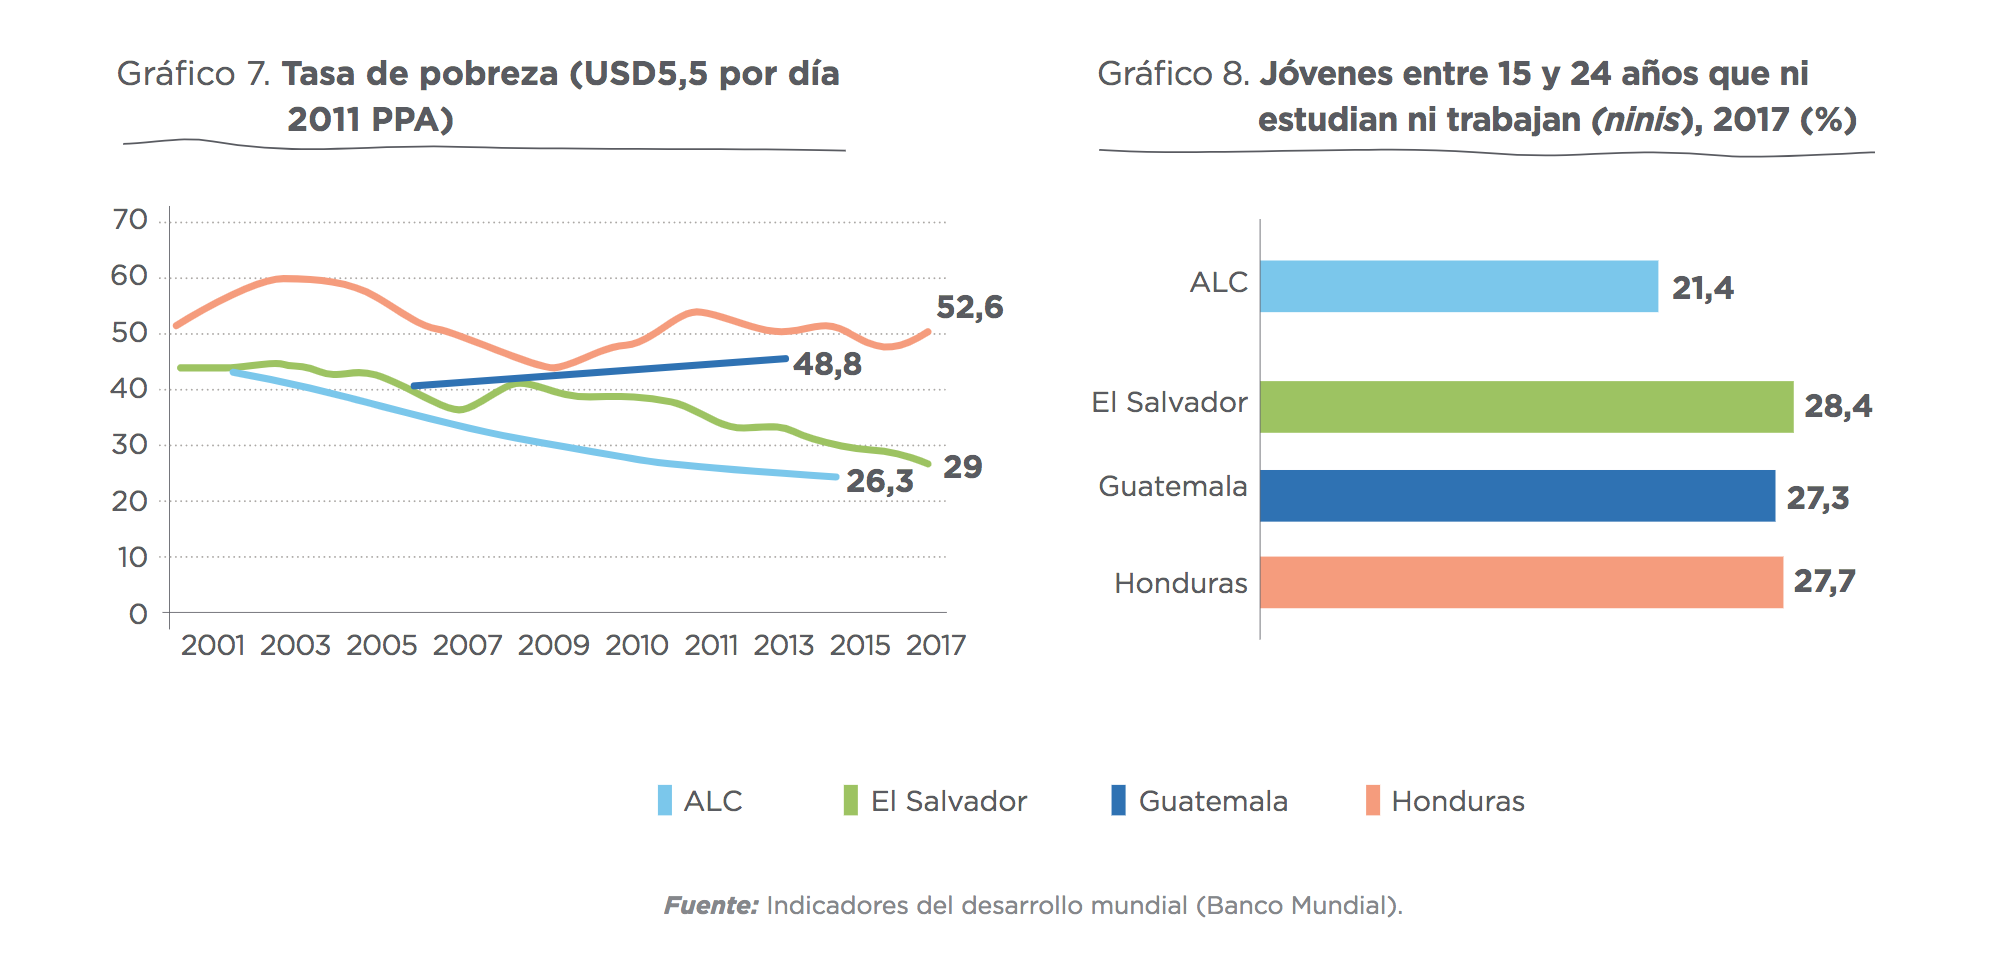 Gráfico 7. Tasa de pobreza (USD5,5 por día
2011 PPA)
70
60
50
40
30
20
10
0
52,6
48,8
29
26,3
2001 2003 2005 2007 2009 2010 2011 2013 2015 2017
Gráfico 8. Jóvenes entre 15 y 24 años que ni
estudian ni trabajan (ninis), 2017 (%)
ALC 21,4
El Salvador 28,4
Guatemala 27,3
Honduras 27,7
ALC El Salvador Guatemala Honduras
Fuente: Indicadores del desarrollo mundial (Banco Mundial).